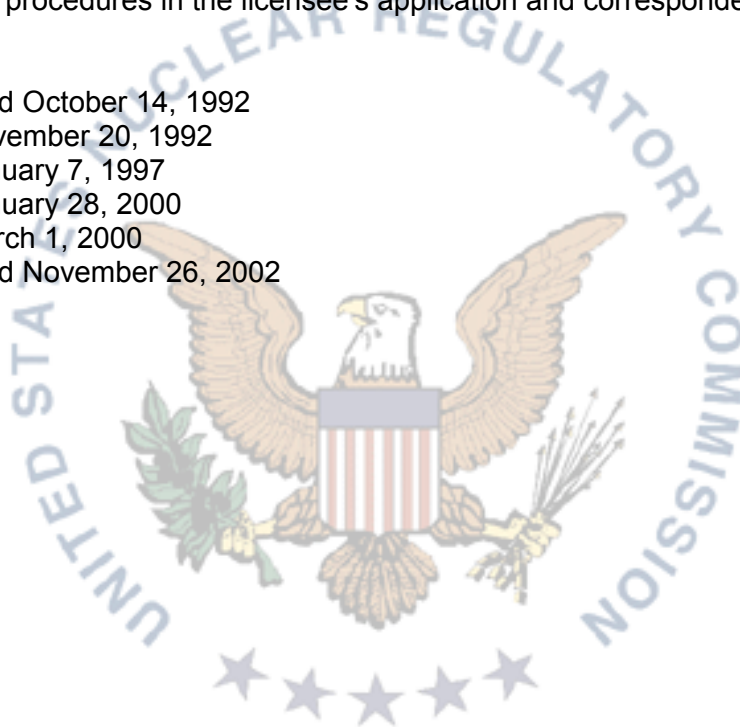 procedures in the licensee's application and corresponde
d October 14, 1992
vember 20, 1992
uary 7, 1997
uary 28, 2000
rch 1, 2000
d November 26, 2002
UNITED STATES NUCLEAR REGULATORY COMMISSION